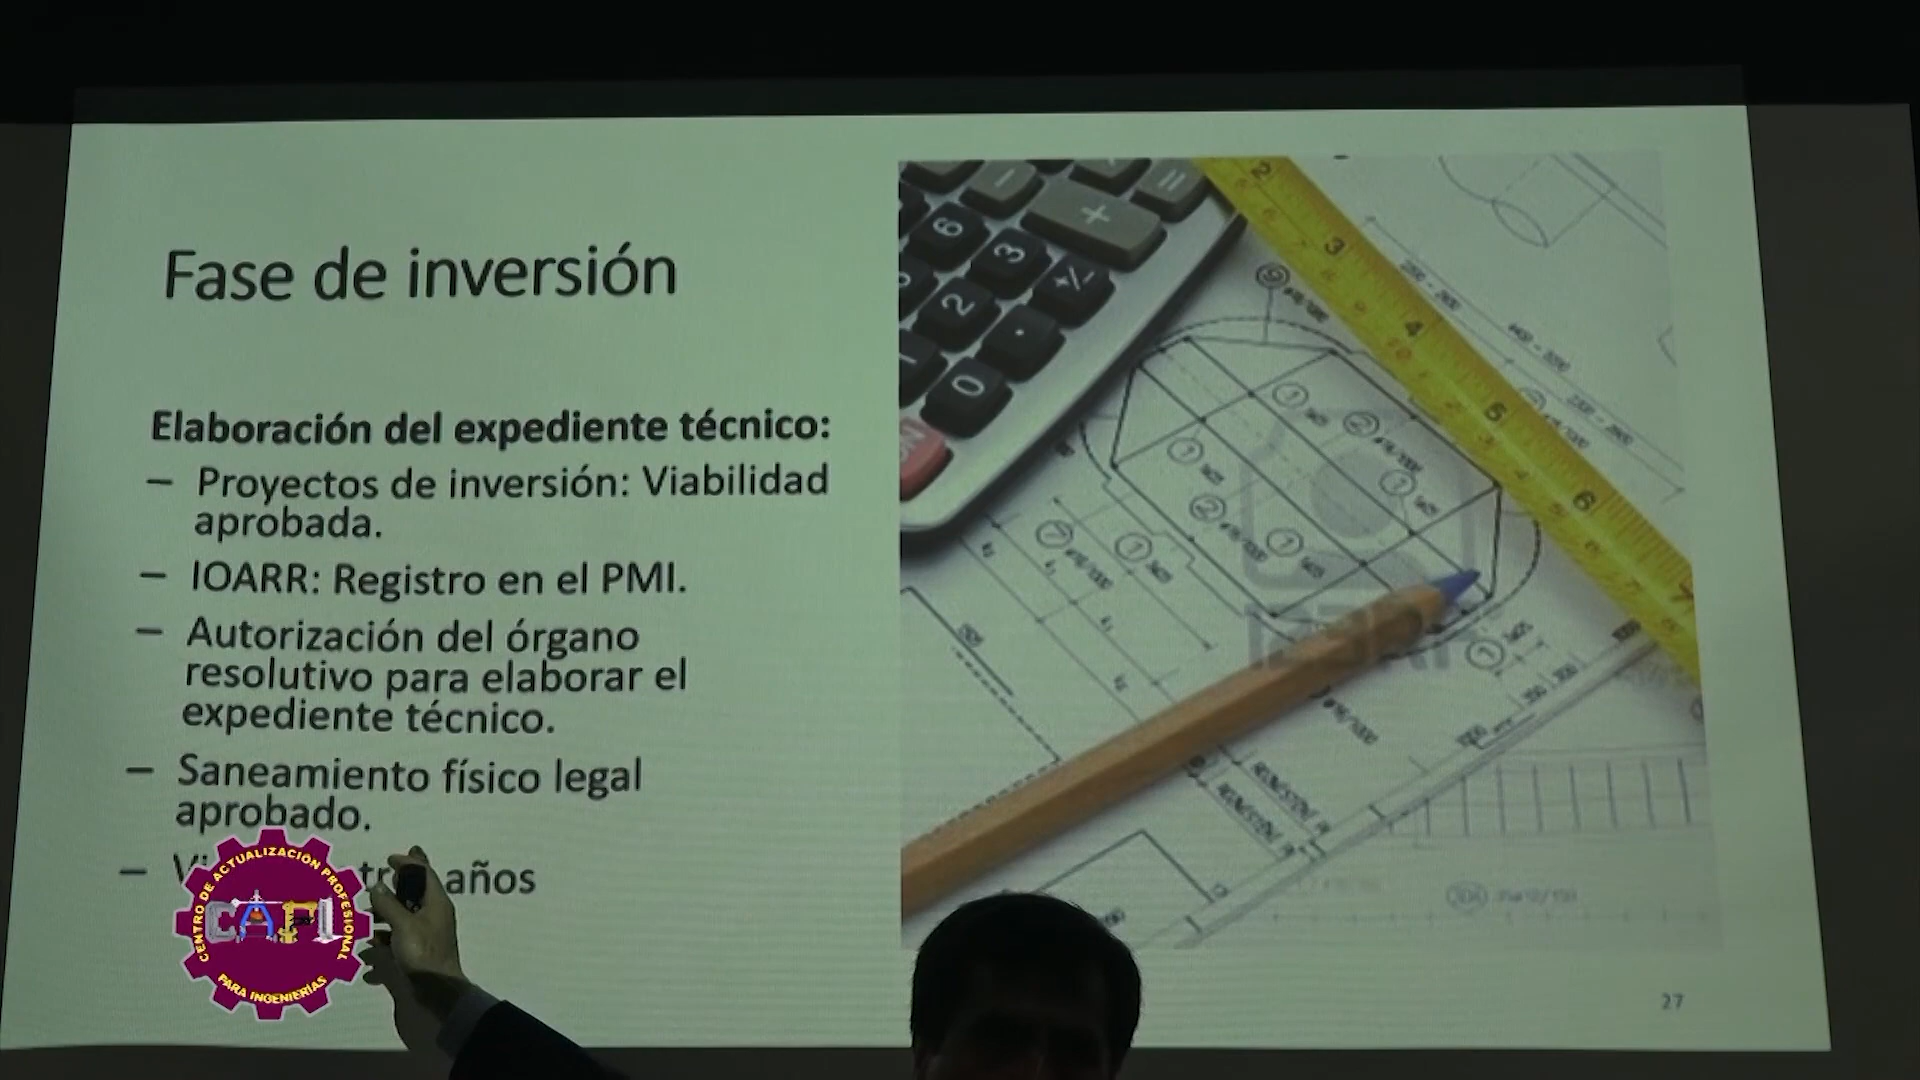 Fase de inversión
Elaboración del expediente técnico:
– Proyectos de inversión: Viabilidad
aprobada.
– IOARR: Registro en el PMI.
– Autorización del órgano
resolutivo para elaborar el
expediente técnico.
– Saneamiento físico legal
aprobado.
– años
CENTRO DE ACTUALIZACIÓN PROFESIONAL
CAPI
PARA INGENIERÍAS
27